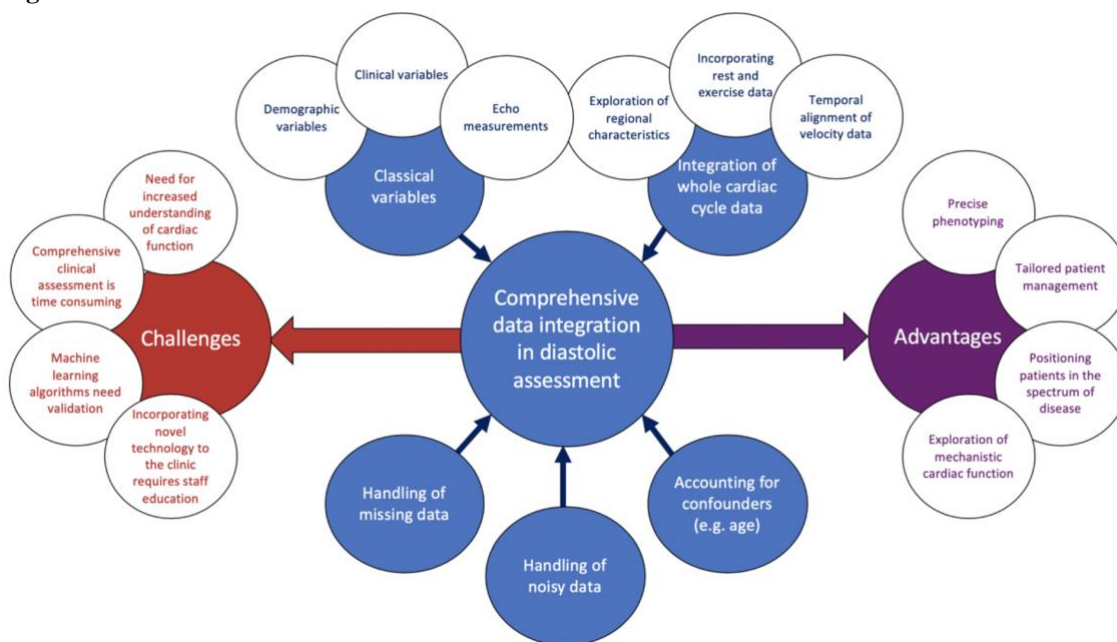 Clinical variables
Demographic
variables
Echo
measurements
Classical
variables
Incorporating
rest and
exercise data
Exploration of
regional
characteristics
Temporal
alignment of
velocity data
Integration of
whole cardiac
cycle data
Need for
increased
understanding
of cardiac
function
Comprehensive
clinical
assessment is
time consuming
Challenges
Machine
learning
algorithms need
validation
Incorporating
novel
technology to
the clinic
requires staff
education
Comprehensive
data integration
in diastolic
assessment
Precise
phenotyping
Tailored patient
management
Advantages
Positioning
patients in the
spectrum of
disease
Exploration of
mechanistic
cardiac function
Handling of
missing data
Handling of
noisy data
Accounting for
confounders
(e.g. age)